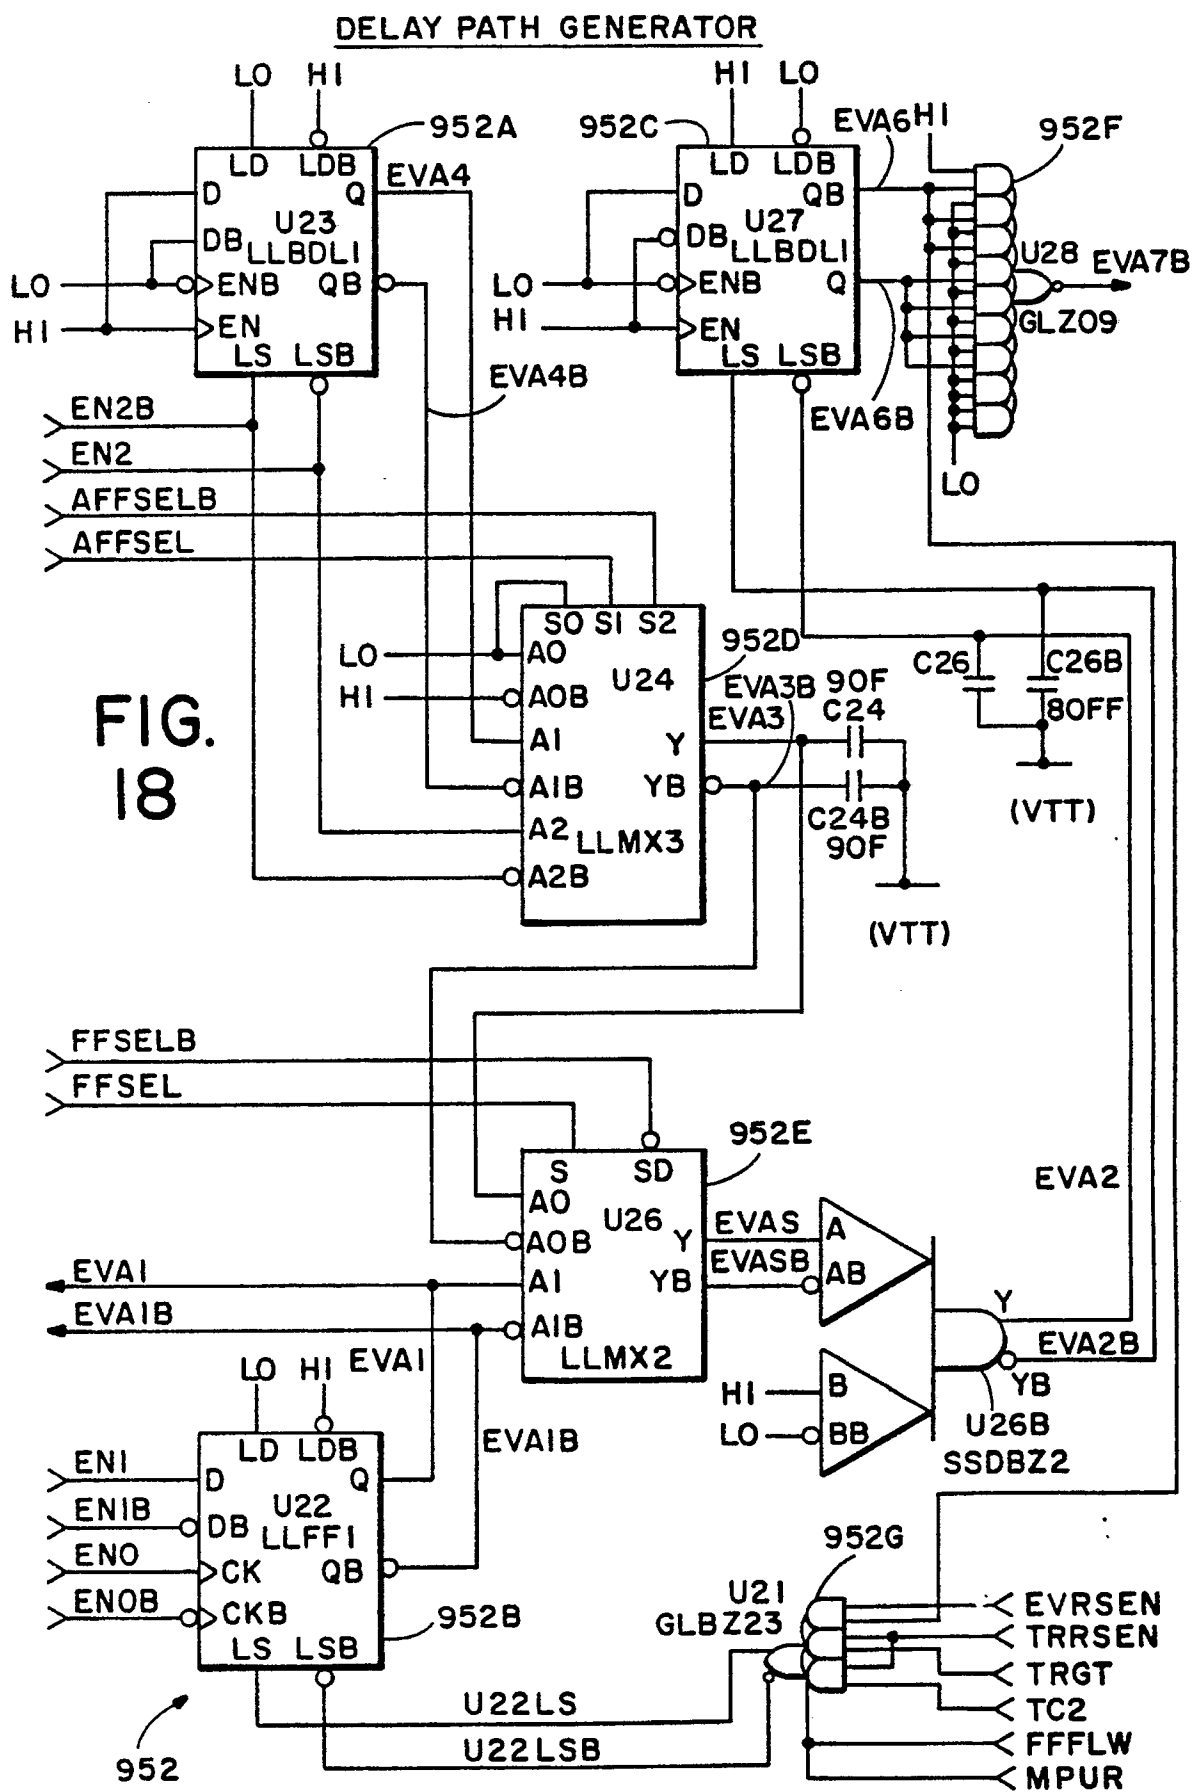 DELAY PATH GENERATOR
LO HI
952A
LD LDB
D Q
EVA4
U23
DB LLBDLI
LO ENB QB
HI EN
LS LSB
EVA4B
HI LO
952C
EVA6 HI
952F
LD LDB
D QB
U27
DB LLBDLI
LO ENB Q
HI EN
LS LSB
EVA6B
U28
EVA7B
GLZ09
LO
EN2B
EN2
AFFSELB
AFFSEL
S0 S1 S2
LO A0
U24
952D
HI A0B
A1 Y
A1B YB
A2 LLMX3
A2B
EVA3B
EVA3
90F
C24
C24B
90F
(VTT)
C26 C26B
80FF
(VTT)
FIG.
18
FFSELB
FFSEL
S SD
952E
A0
U26
A0B Y
A1 YB
A1B
LLMX2
EVAS
EVASB
A
AB
EVA2
Y
EVA2B
YB
HI B
LO BB
U26B
SSDBZ2
EVA1
EVA1B
LO HI
EVA1
EVA1B
LD LDB
EN1 D Q
U22
EN1B DB LLFF1
EN0 CK QB
EN0B CKB
LS LSB
952B
952G
U21
GLBZ23
EVRSEN
TRRSEN
TRGT
TC2
FFFLW
MPUR
U22LS
U22LSB
952